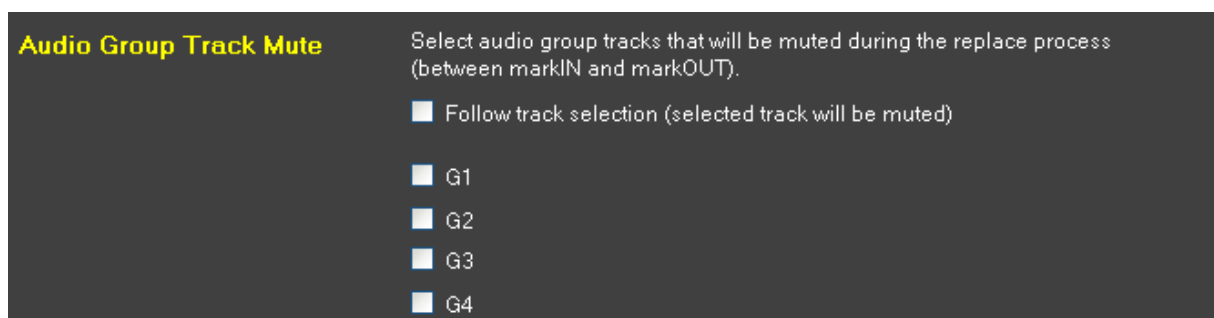 Audio Group Track Mute
Select audio group tracks that will be muted during the replace process
(between markIN and markOUT).
Follow track selection (selected track will be muted)
G1
G2
G3
G4